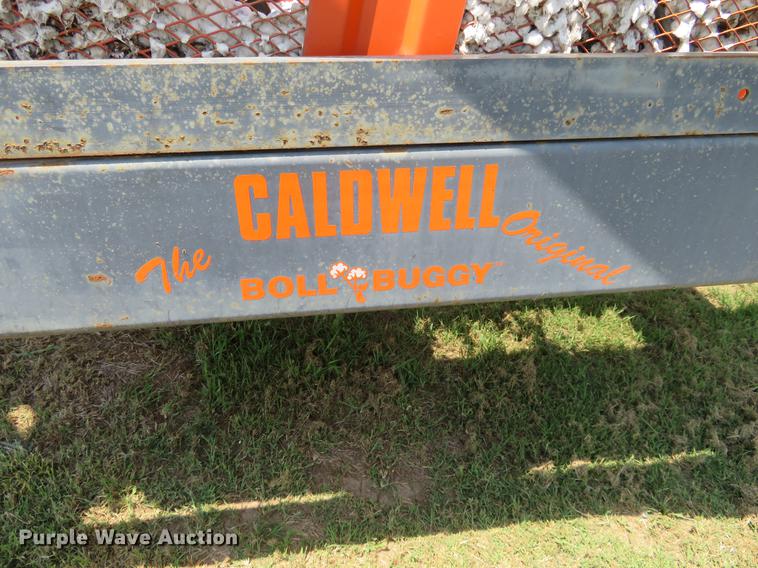 The CALDWELL Original
BOLL BUGGY
Purple Wave Auction